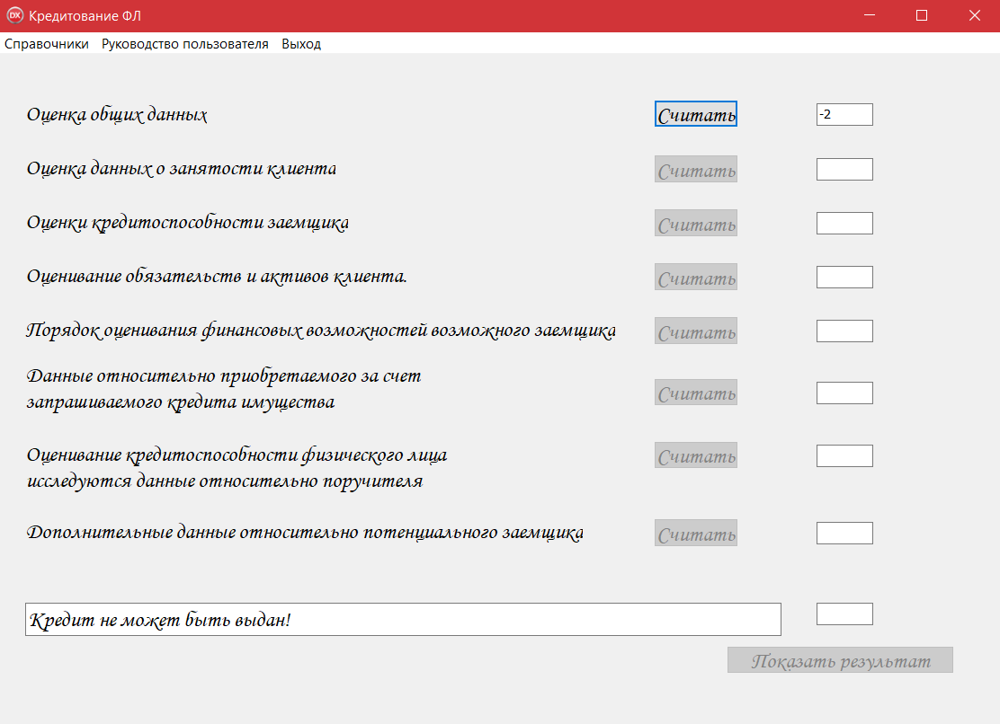 DX Кредитование ФЛ
Справочники Руководство пользователя Выход
Оценка общих данных Считать -2
Оценка данных о занятости клиента Считать
Оценки кредитоспособности заемщика Считать
Оценивание обязательств и активов клиента. Считать
Порядок оценивания финансовых возможностей возможного заемщика Считать
Данные относительно приобретаемого за счет
запрашиваемого кредита имущества Считать
Оценивание кредитоспособности физического лица
исследуются данные относительно поручителя Считать
Дополнительные данные относительно потенциального заемщика Считать
Кредит не может быть выдан!
Показать результат